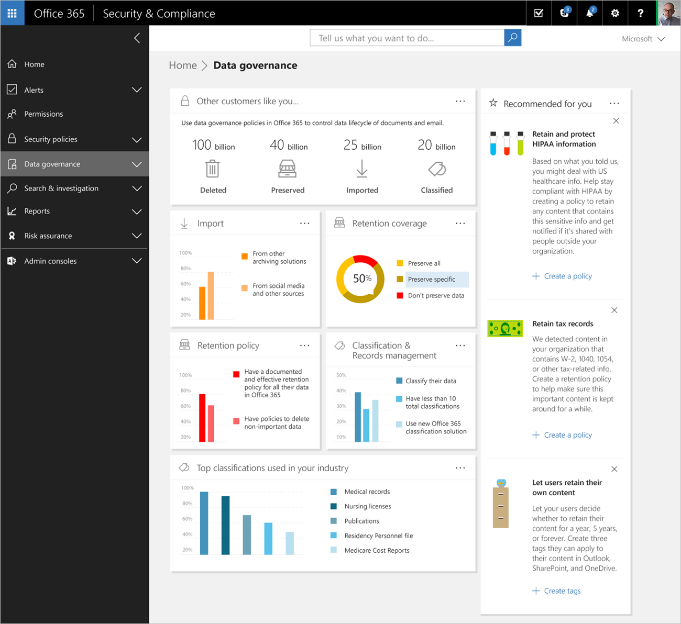 Office 365
Security & Compliance
2
?
Tell us what you want to do...
Microsoft
Home
Alerts
Permissions
Security policies
Data governance
Search & investigation
Reports
Risk assurance
Admin consoles
Home > Data governance
Other customers like you...
Use data governance policies in Office 365 to control data lifecycle of documents and email.
100 billion
40 billion
25 billion
20 billion
Deleted
Preserved
Imported
Classified
Import
100%
80%
60%
40%
20%
From other
archiving solutions
From social media
and other sources
Retention coverage
50%
Preserve all
Preserve specific
Don't preserve data
Retention policy
100%
80%
60%
40%
20%
Have a documented
and effective retention
policy for all their data
in Office 365
Have policies to delete
non-important data
Classification &
Records management
50%
40%
30%
20%
10%
Classify their data
Have less than 10
total classifications
Use new Office 365
classification solution
Top classifications used in your industry
100%
80%
60%
40%
20%
Medical records
Nursing licenses
Publications
Residency Personnel file
Medicare Cost Reports
Recommended for you
Retain and protect
HIPAA information
Based on what you told us,
you might deal with US
healthcare info. Help stay
compliant with HIPAA by
creating a policy to retain
any content that contains
this sensitive info and get
notified if it's shared with
people outside your
organization.
+ Create a policy
Retain tax records
We detected content in
your organization that
contains W-2, 1040, 1054,
or other tax-related info.
Create a retention policy
to help make sure this
important content is kept
around for a while.
+ Create a policy
Let users retain their
own content
Let your users decide
whether to retain their
content for a year, 5 years,
or forever. Create three
tags they can apply to
their content in Outlook,
SharePoint, and OneDrive.
+ Create tags